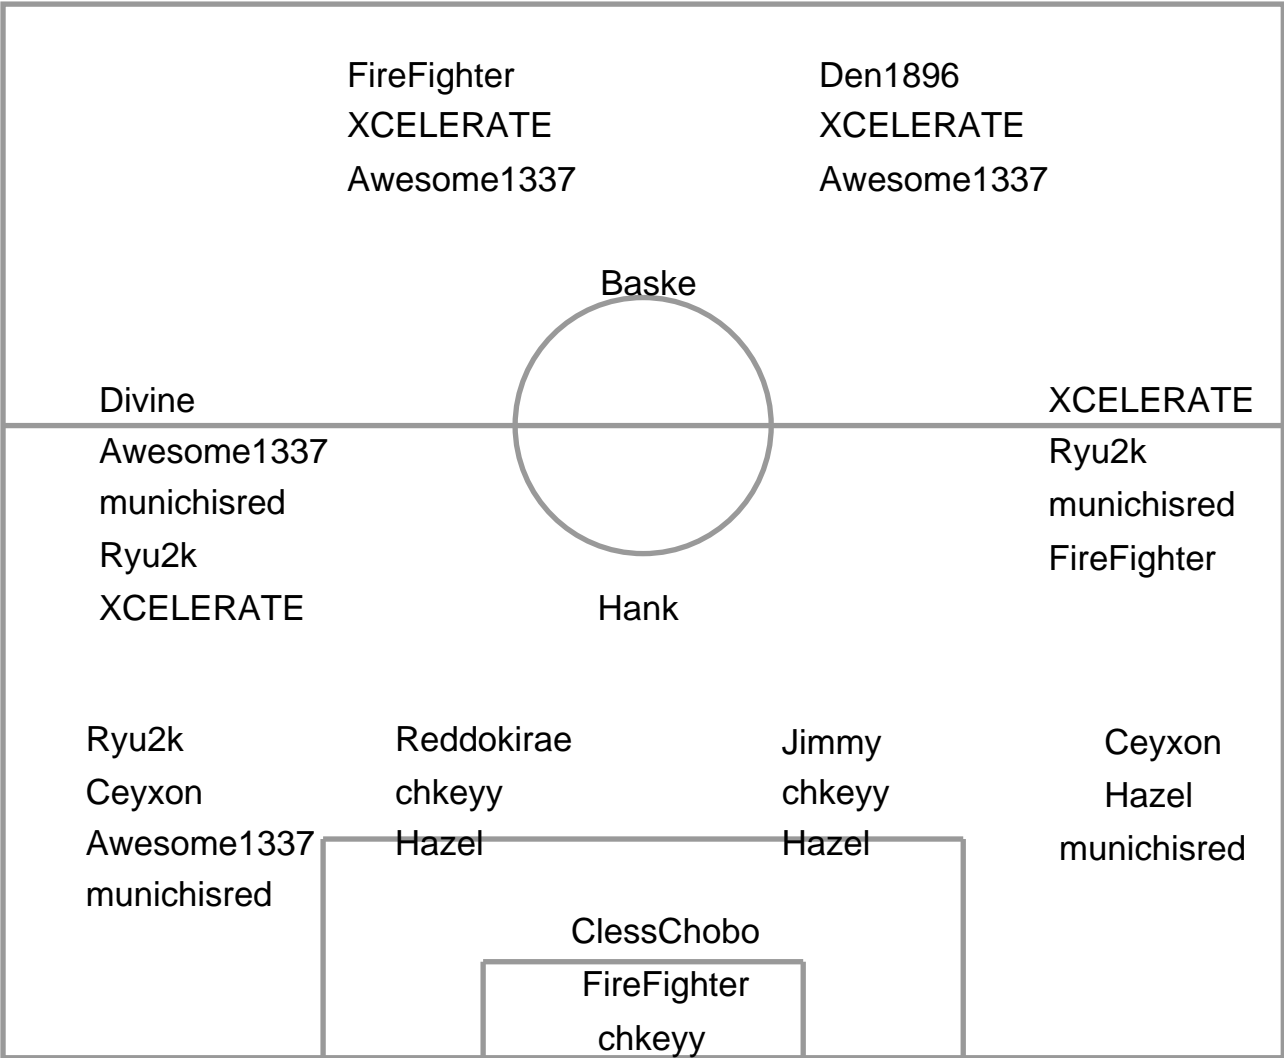 FireFighter
XCELERATE
Awesome1337
Den1896
XCELERATE
Awesome1337
Baske
Divine
Awesome1337
munichisred
Ryu2k
XCELERATE
XCELERATE
Ryu2k
munichisred
FireFighter
Hank
Ryu2k
Ceyxon
Awesome1337
munichisred
Reddokirae
chkeyy
Hazel
Jimmy
chkeyy
Hazel
Ceyxon
Hazel
munichisred
ClessChobo
FireFighter
chkeyy